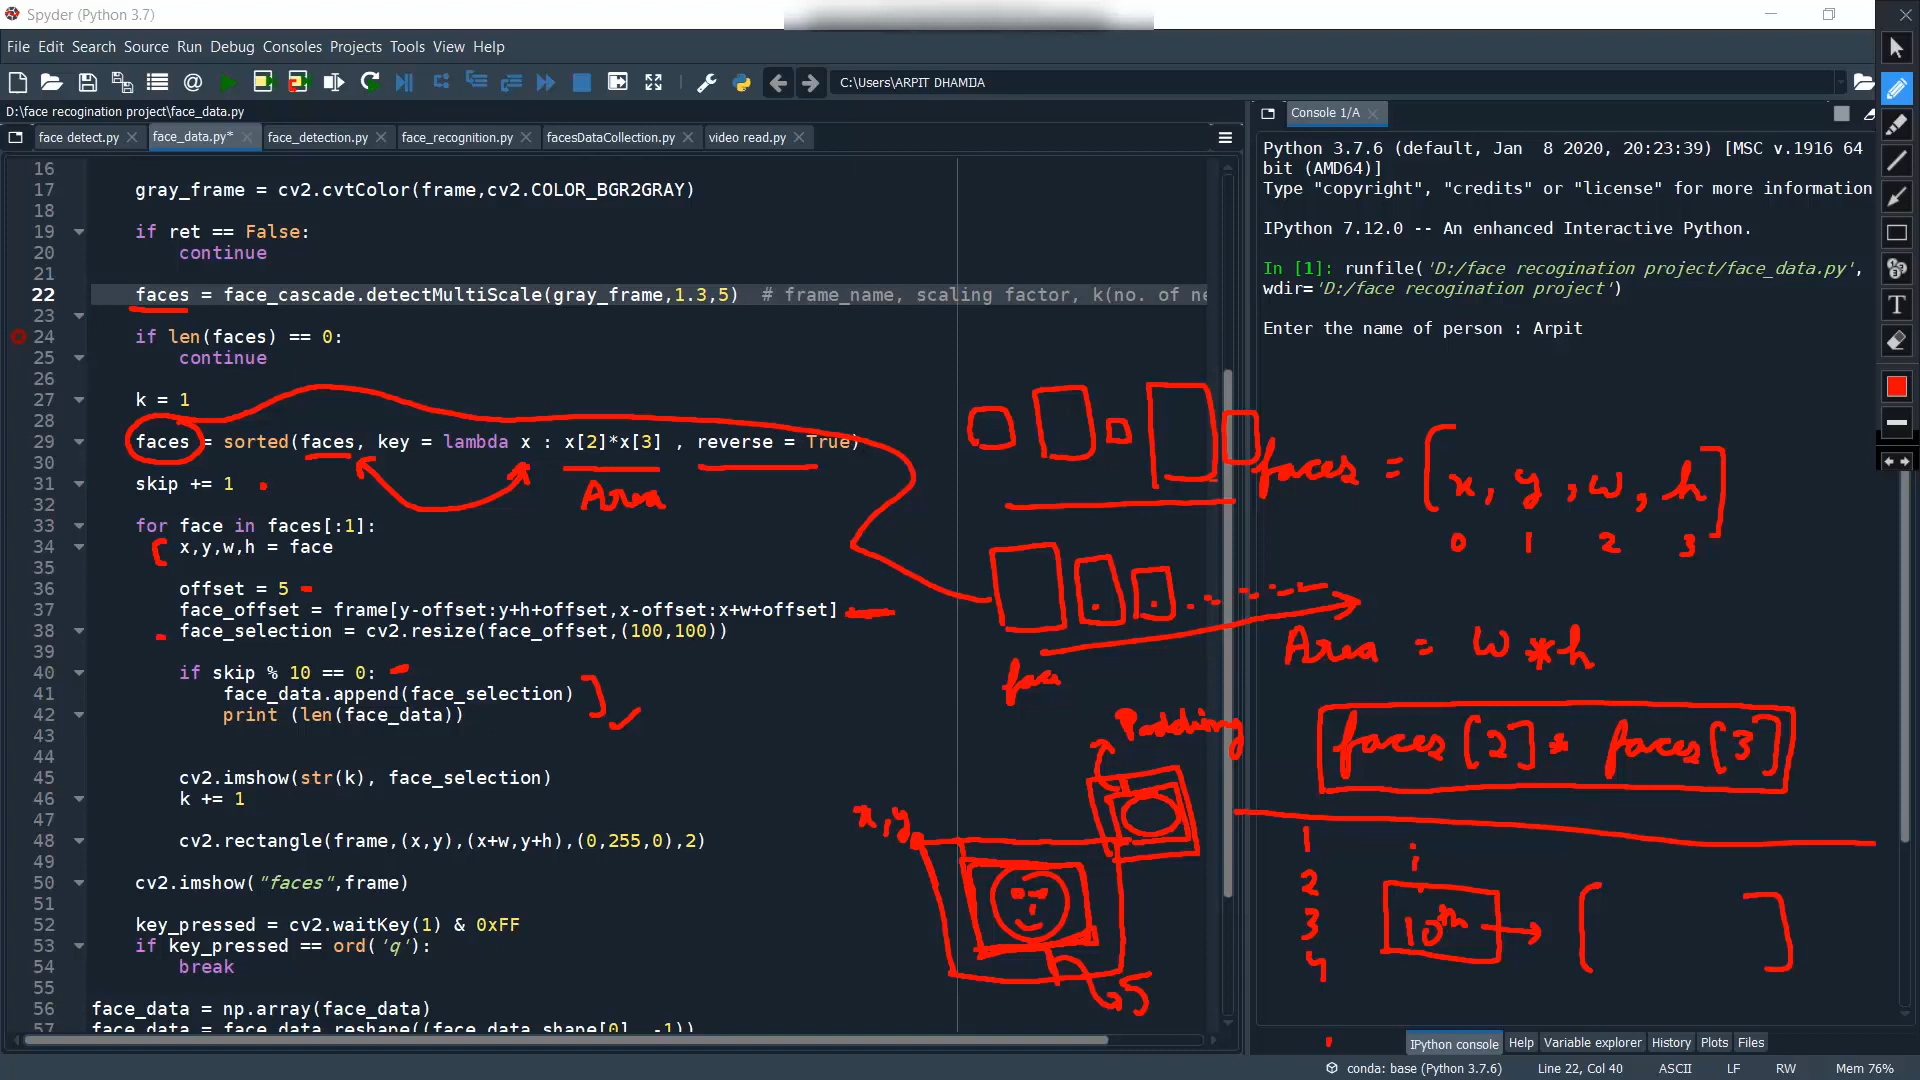 Spyder (Python 3.7)
File Edit Search Source Run Debug Consoles Projects Tools View Help
C:\Users\ARPIT DHAMIJA
D:\face recogination project\face_data.py
face detect.py face_data.py* face_detection.py face_recognition.py facesDataCollection.py video read.py
16
17 gray_frame = cv2.cvtColor(frame,cv2.COLOR_BGR2GRAY)
18
19 if ret == False:
20 continue
21
22 faces = face_cascade.detectMultiScale(gray_frame,1.3,5) # frame_name, scaling factor, k(no. of ne
23
24 if len(faces) == 0:
25 continue
26
27 k = 1
28
29 faces = sorted(faces, key = lambda x : x[2]*x[3] , reverse = True)
30
31 skip += 1
Area
32
33 for face in faces[:1]:
34 x,y,w,h = face
35
36 offset = 5
37 face_offset = frame[y-offset:y+h+offset,x-offset:x+w+offset]
38 face_selection = cv2.resize(face_offset,(100,100))
39
40 if skip % 10 == 0:
41 face_data.append(face_selection)
42 print (len(face_data))
43
44
45 cv2.imshow(str(k), face_selection)
46 k += 1
47
48 cv2.rectangle(frame,(x,y),(x+w,y+h),(0,255,0),2)
49
50 cv2.imshow("faces",frame)
51
52 key_pressed = cv2.waitKey(1) & 0xFF
53 if key_pressed == ord('q'):
54 break
55
56 face_data = np.array(face_data)
57 face_data = face_data.reshape((face_data.shape[0], -1))
face
Padding
x,y
5
Console 1/A
Python 3.7.6 (default, Jan 8 2020, 20:23:39) [MSC v.1916 64
bit (AMD64)]
Type "copyright", "credits" or "license" for more information
IPython 7.12.0 -- An enhanced Interactive Python.
In [1]: runfile('D:/face recogination project/face_data.py',
wdir='D:/face recogination project')
Enter the name of person : Arpit
faces = [x, y, w, h]
0 1 2 3
Area = w * h
faces [2] * faces [3]
1
2
3
4
i
10th → [ ]
IPython console Help Variable explorer History Plots Files
conda: base (Python 3.7.6) Line 22, Col 40 ASCII LF RW Mem 76%